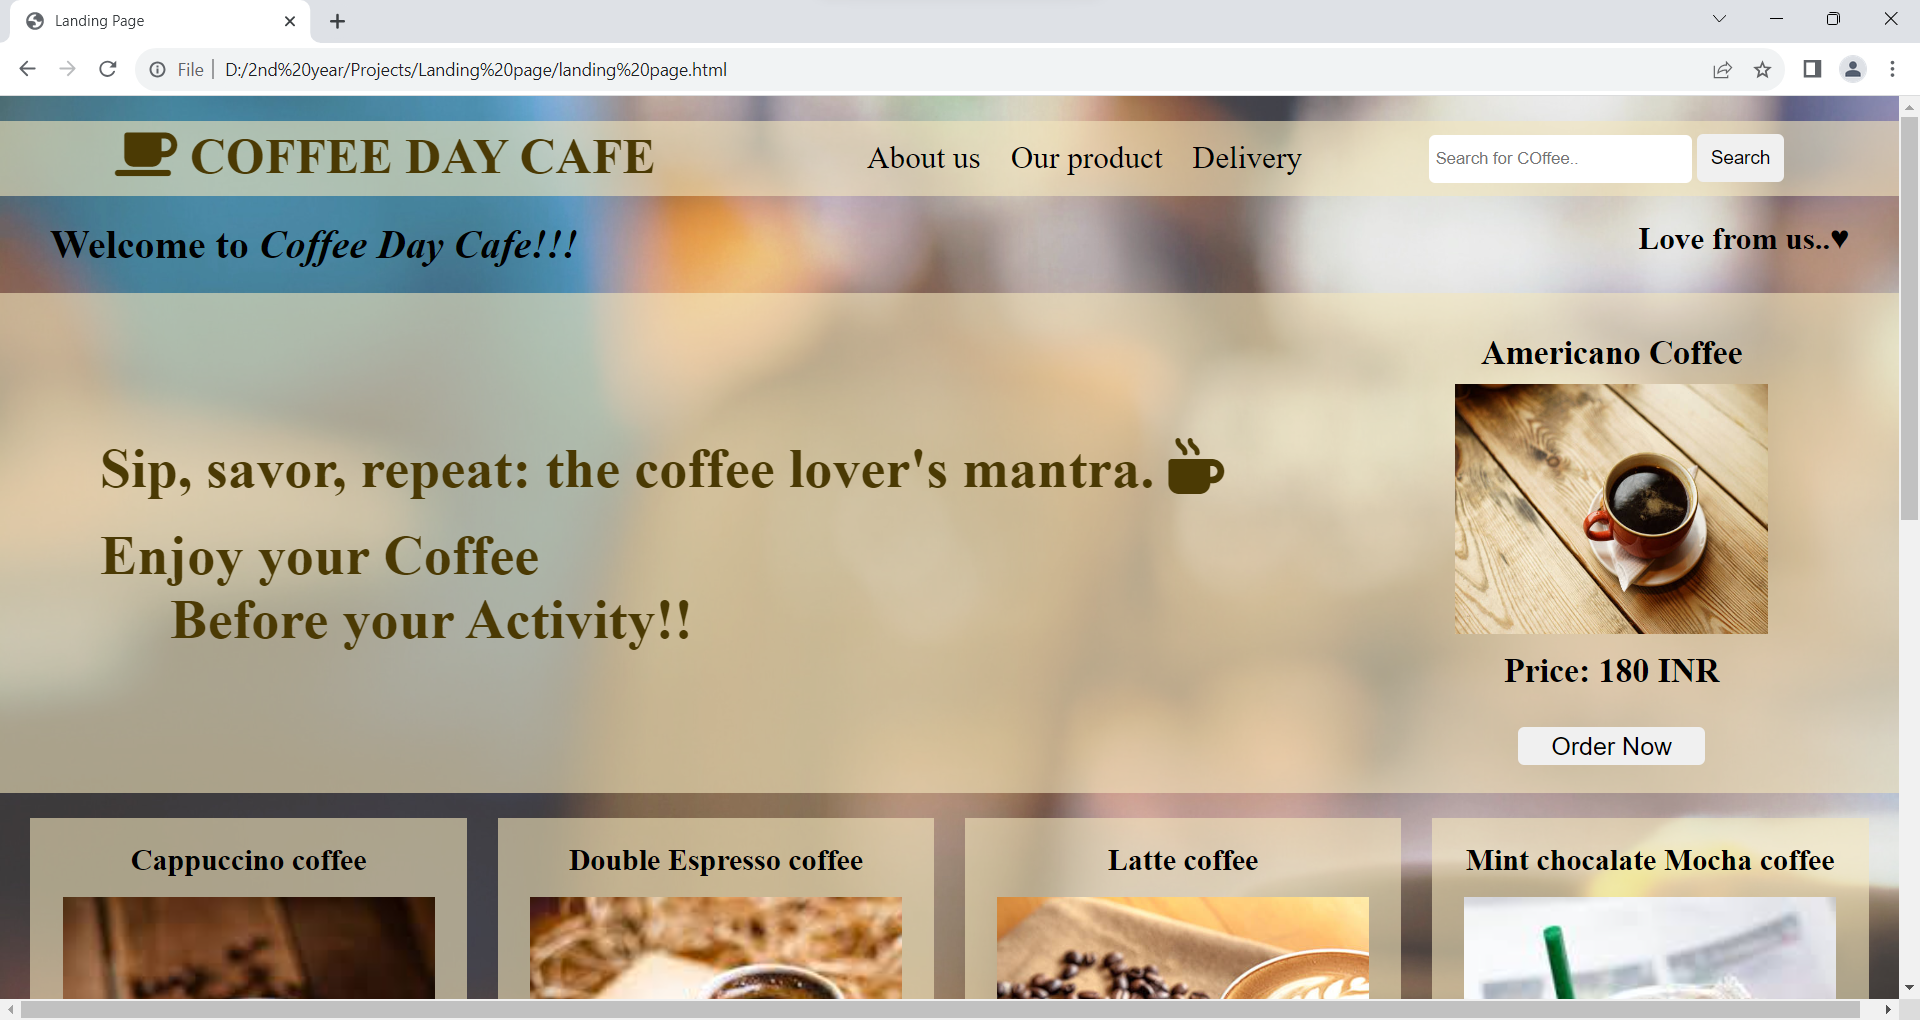 Landing Page
File
D:/2nd%20year/Projects/Landing%20page/landing%20page.html
COFFEE DAY CAFE
About us
Our product
Delivery
Search for COffee..
Search
Welcome to Coffee Day Cafe!!!
Love from us..♥
Americano Coffee
Sip, savor, repeat: the coffee lover's mantra.
Enjoy your Coffee
Before your Activity!!
Price: 180 INR
Order Now
Cappuccino coffee
Double Espresso coffee
Latte coffee
Mint chocalate Mocha coffee